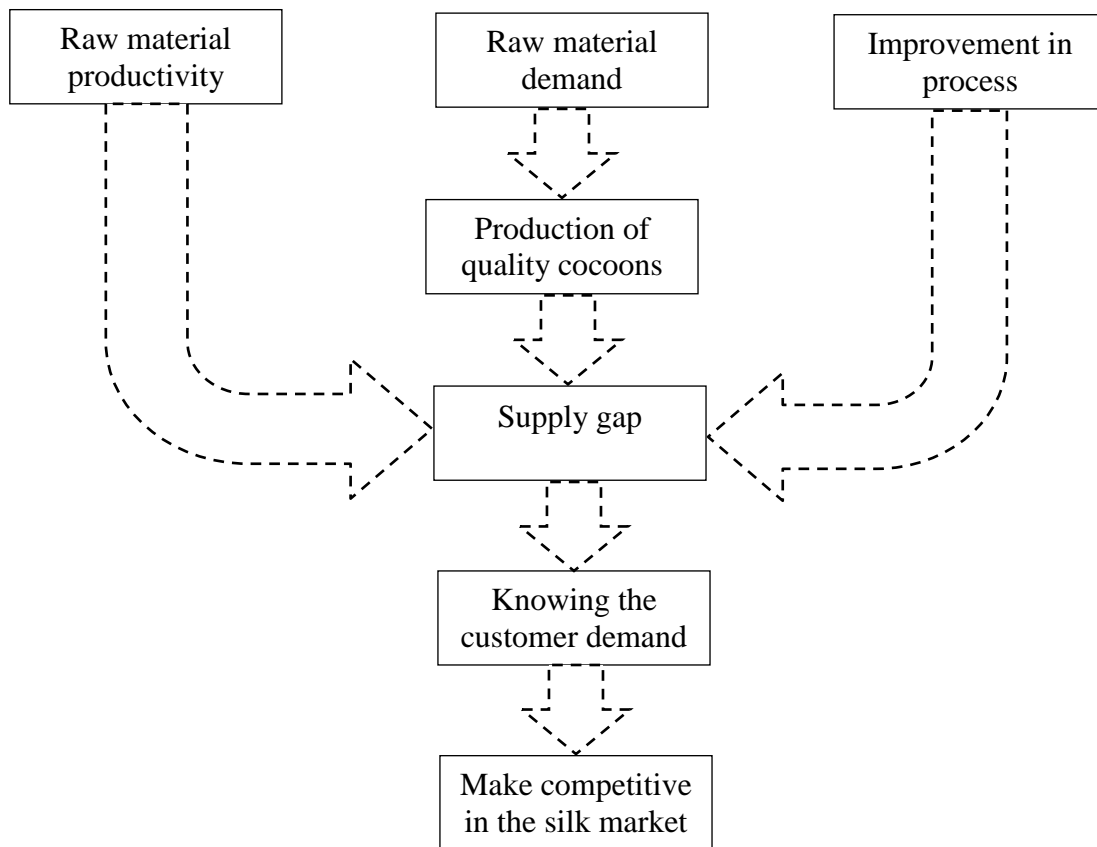 Raw material
productivity
Raw material
demand
Improvement in
process
Production of
quality cocoons
Supply gap
Knowing the
customer demand
Make competitive
in the silk market